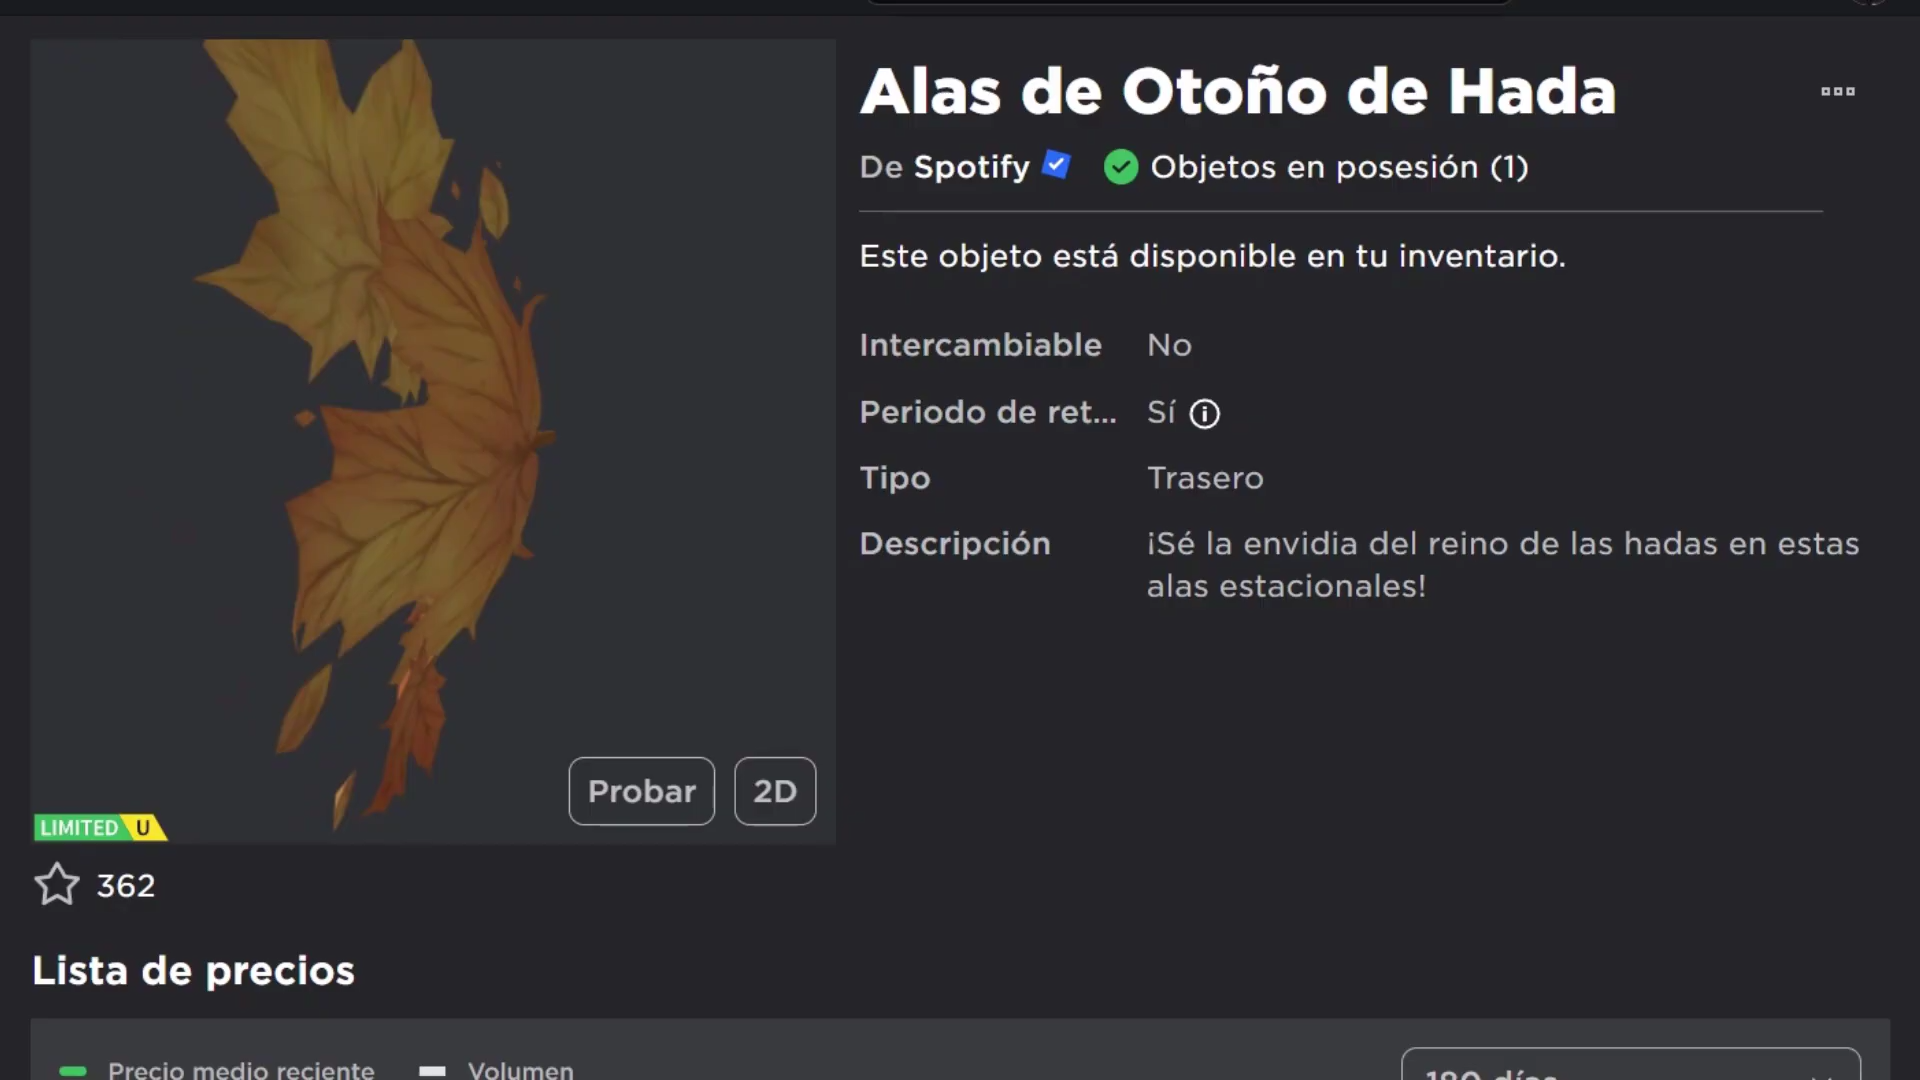 Alas de Otoño de Hada
De Spotify Objetos en posesión (1)
Este objeto está disponible en tu inventario.
Intercambiable No
Periodo de ret... Sí
Tipo Trasero
Descripción ¡Sé la envidia del reino de las hadas en estas
alas estacionales!
Probar 2D
LIMITED U
362
Lista de precios
Precio medio reciente Volumen
180 días